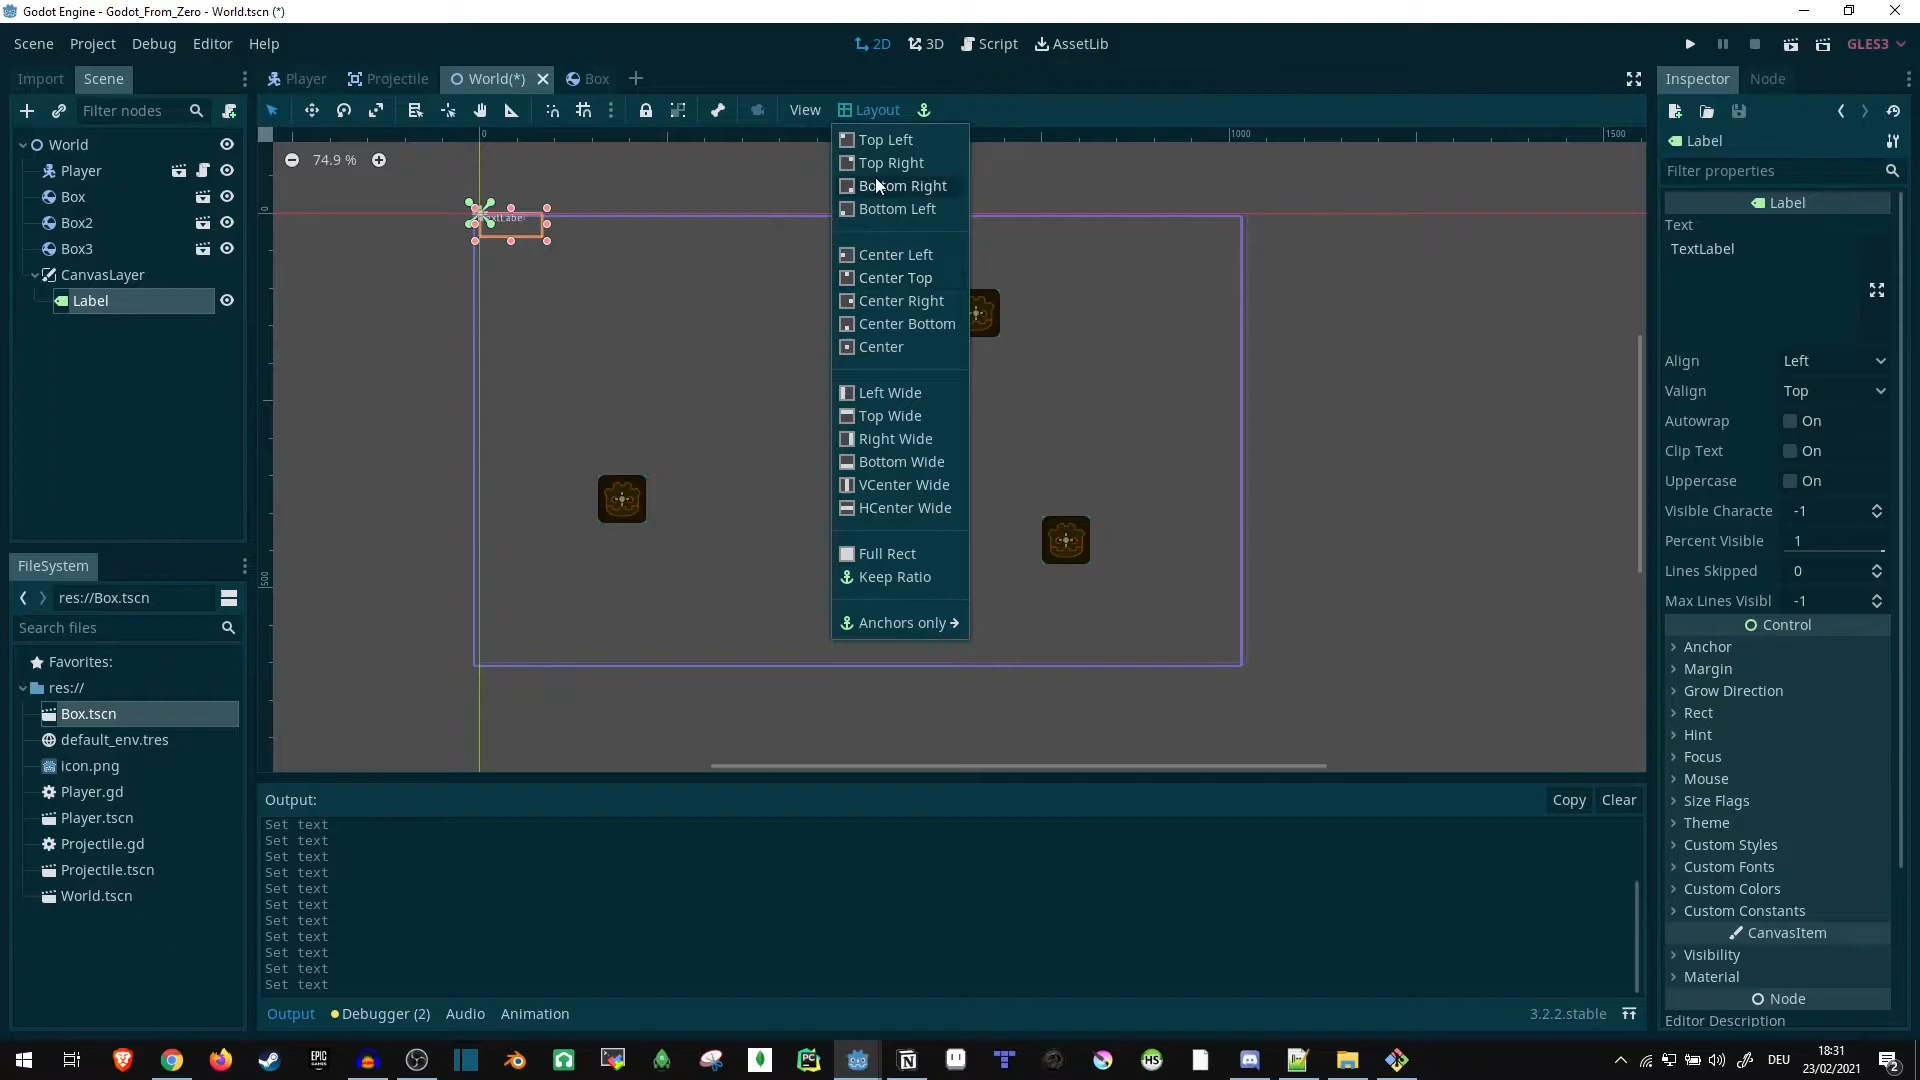 Godot Engine - Godot_From_Zero - World.tscn (*)
Scene Project Debug Editor Help
2D 3D Script AssetLib
GLES3
Import Scene
Player Projectile World(*) Box
Inspector Node
Filter nodes
View Layout
World
Player
Box
Box2
Box3
CanvasLayer
Label
0 1000 1500
74.9 %
0
500
Top Left
Top Right
Bottom Right
Bottom Left
Center Left
Center Top
Center Right
Center Bottom
Center
Left Wide
Top Wide
Right Wide
Bottom Wide
VCenter Wide
HCenter Wide
Full Rect
Keep Ratio
Anchors only
Label
Filter properties
Label
Text
TextLabel
Align Left
Valign Top
Autowrap On
Clip Text On
Uppercase On
Visible Characte -1
Percent Visible 1
Lines Skipped 0
Max Lines Visibl -1
Control
Anchor
Margin
Grow Direction
Rect
Hint
Focus
Mouse
Size Flags
Theme
Custom Styles
Custom Fonts
Custom Colors
Custom Constants
CanvasItem
Visibility
Material
Node
Editor Description
FileSystem
res://Box.tscn
Search files
Favorites:
res://
Box.tscn
default_env.tres
icon.png
Player.gd
Player.tscn
Projectile.gd
Projectile.tscn
World.tscn
Output:
Copy Clear
Set text
Set text
Set text
Set text
Set text
Set text
Set text
Set text
Set text
Set text
Set text
Output Debugger (2) Audio Animation
3.2.2.stable
EPIC
PC
HS
DEU
18:31
23/02/2021
2